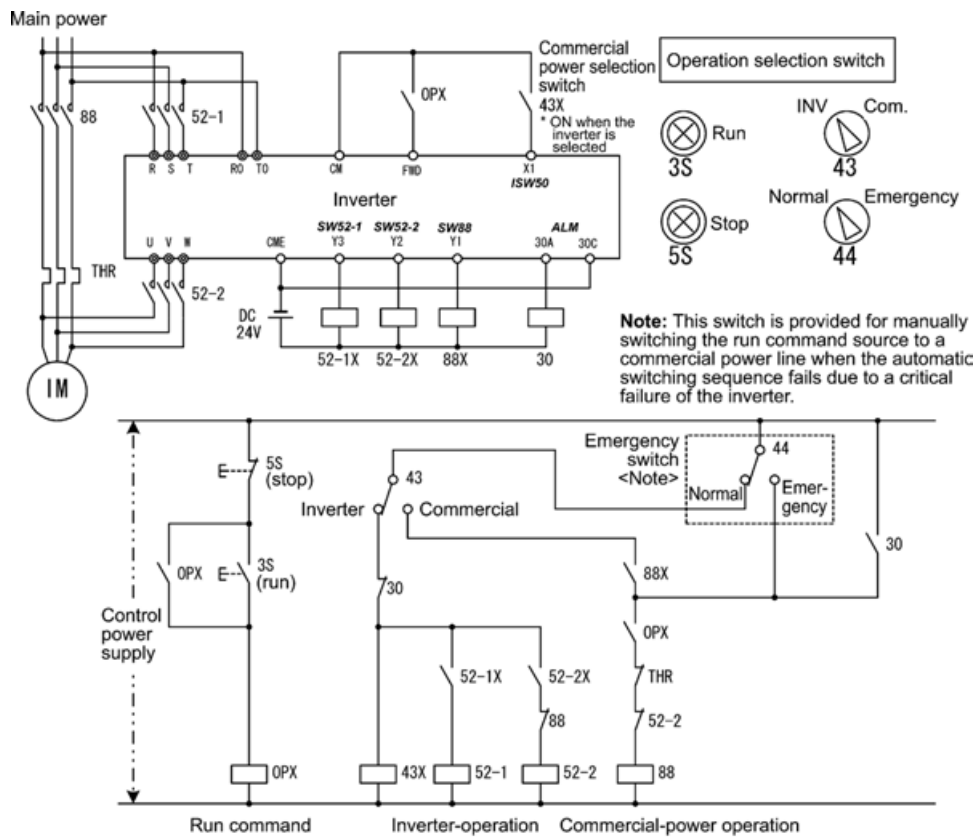 Main power
88
52-1
OPX
Commercial
power selection
switch
43X
* ON when the
inverter is
selected
Operation selection switch
Run
3S
INV
Com.
43
Stop
5S
Normal
Emergency
44
R S T
RO TO
CM
FWD
X1
ISW50
Inverter
SW52-1
SW52-2
SW88
ALM
U V W
CME
Y3
Y2
Y1
30A
30C
THR
52-2
DC
24V
52-1X
52-2X
88X
30
IM
Note: This switch is provided for manually
switching the run command source to a
commercial power line when the automatic
switching sequence fails due to a critical
failure of the inverter.
5S
(stop)
Emergency
switch
<Note>
44
Normal
Emer-
gency
43
Inverter
Commercial
OPX
3S
(run)
30
88X
30
Control
power
supply
OPX
52-1X
52-2X
THR
88
52-2
OPX
43X
52-1
52-2
88
Run command
Inverter-operation
Commercial-power operation